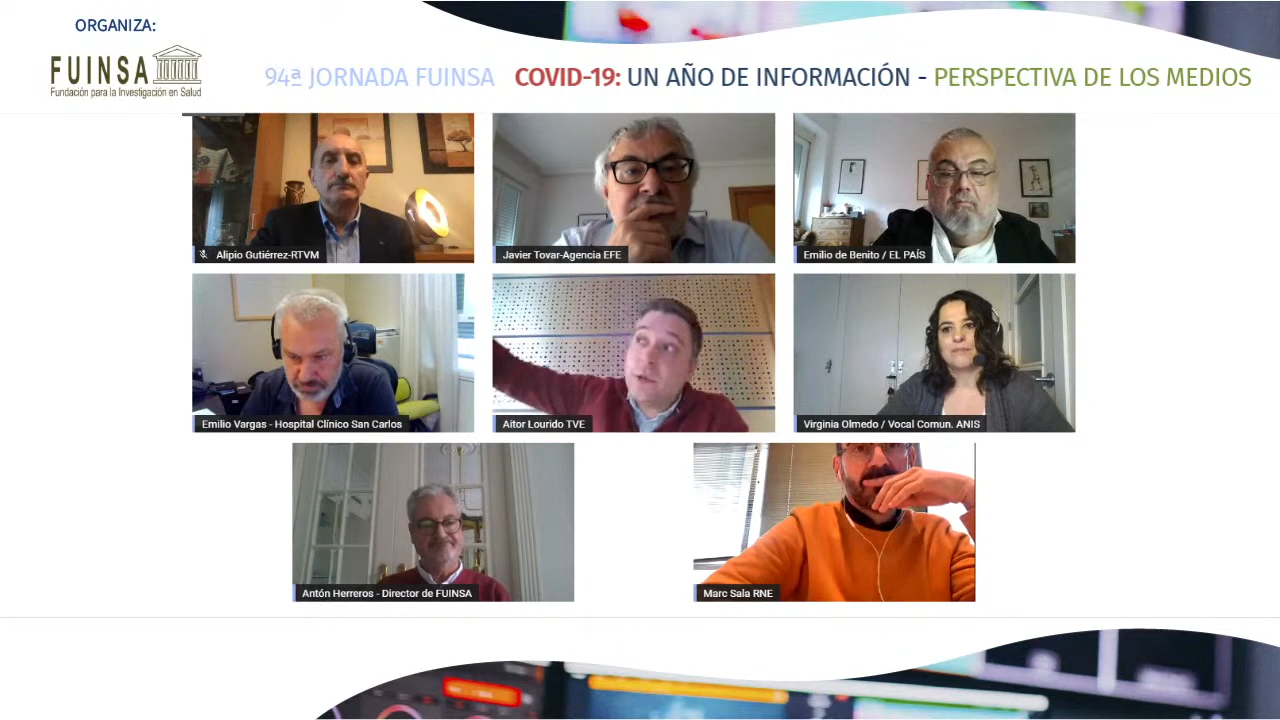 ORGANIZA:
FUINSA
Fundación para la Investigación en Salud
94ª JORNADA FUINSA COVID-19: UN AÑO DE INFORMACIÓN - PERSPECTIVA DE LOS MEDIOS
Alipio Gutiérrez-RTVM
Javier Tovar-Agencia EFE
Emilio de Benito / EL PAÍS
Emilio Vargas - Hospital Clínico San Carlos
Aitor Lourido TVE
Virginia Olmedo / Vocal Comun. ANIS
Antón Herreros - Director de FUINSA
Marc Sala RNE